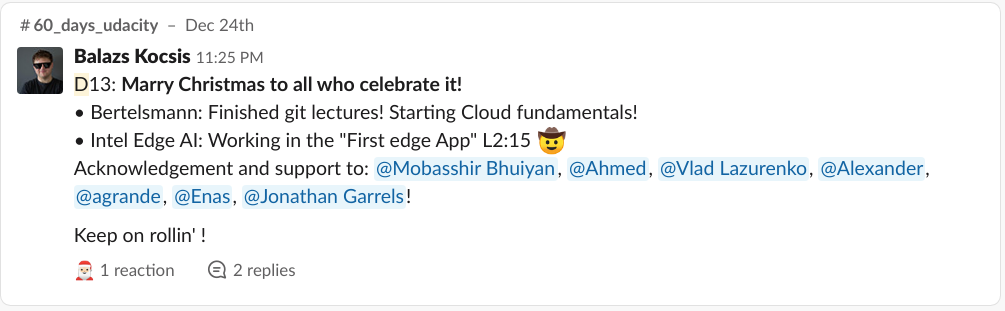 # 60_days_udacity – Dec 24th
Balazs Kocsis 11:25 PM
D13: Marry Christmas to all who celebrate it!
• Bertelsmann: Finished git lectures! Starting Cloud fundamentals!
• Intel Edge AI: Working in the "First edge App" L2:15 🤠
Acknowledgement and support to: @Mobasshir Bhuiyan, @Ahmed, @Vlad Lazurenko, @Alexander,
@agrande, @Enas, @Jonathan Garrels!
Keep on rollin' !
🎅 1 reaction 2 replies